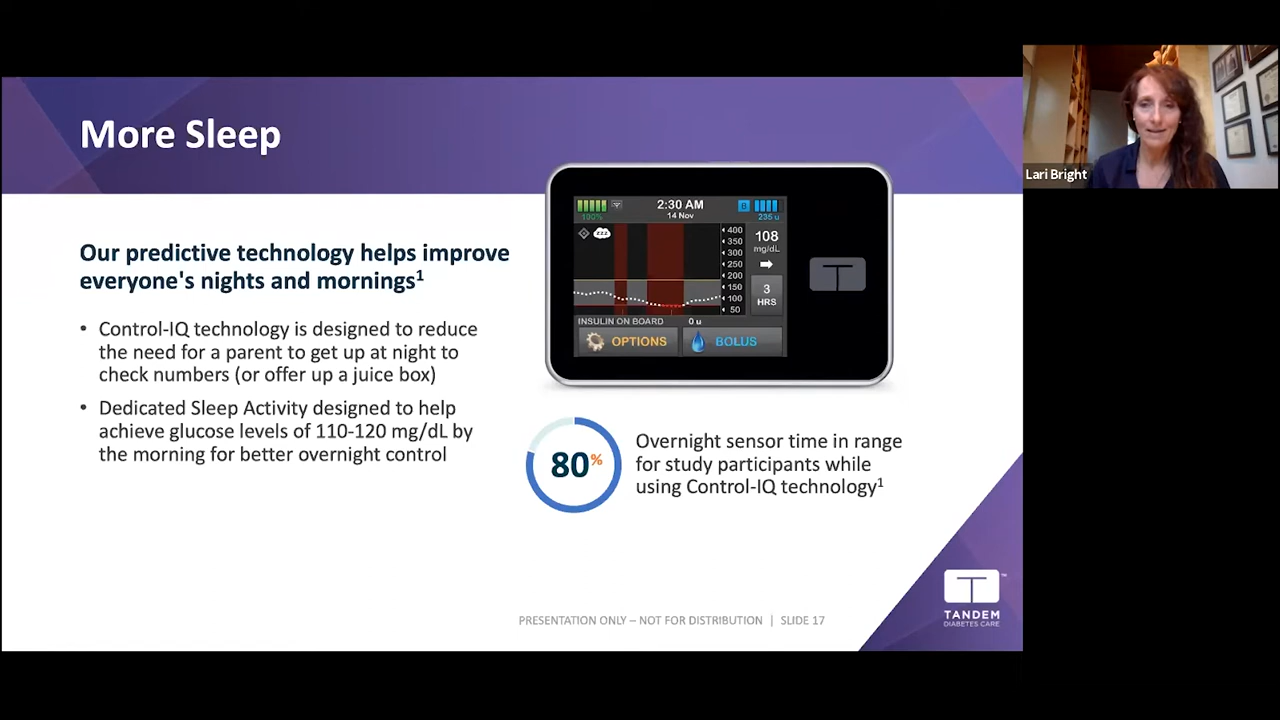 More Sleep
Our predictive technology helps improve
everyone's nights and mornings¹
• Control-IQ technology is designed to reduce
the need for a parent to get up at night to
check numbers (or offer up a juice box)
• Dedicated Sleep Activity designed to help
achieve glucose levels of 110-120 mg/dL by
the morning for better overnight control
100%
2:30 AM
14 Nov
B
235 u
zzz
400
350
300
250
200
150
100
50
108
mg/dL
3
HRS
INSULIN ON BOARD 0 u
OPTIONS
BOLUS
T
80%
Overnight sensor time in range
for study participants while
using Control-IQ technology¹
PRESENTATION ONLY – NOT FOR DISTRIBUTION | SLIDE 17
T™
TANDEM
DIABETES CARE
Lari Bright